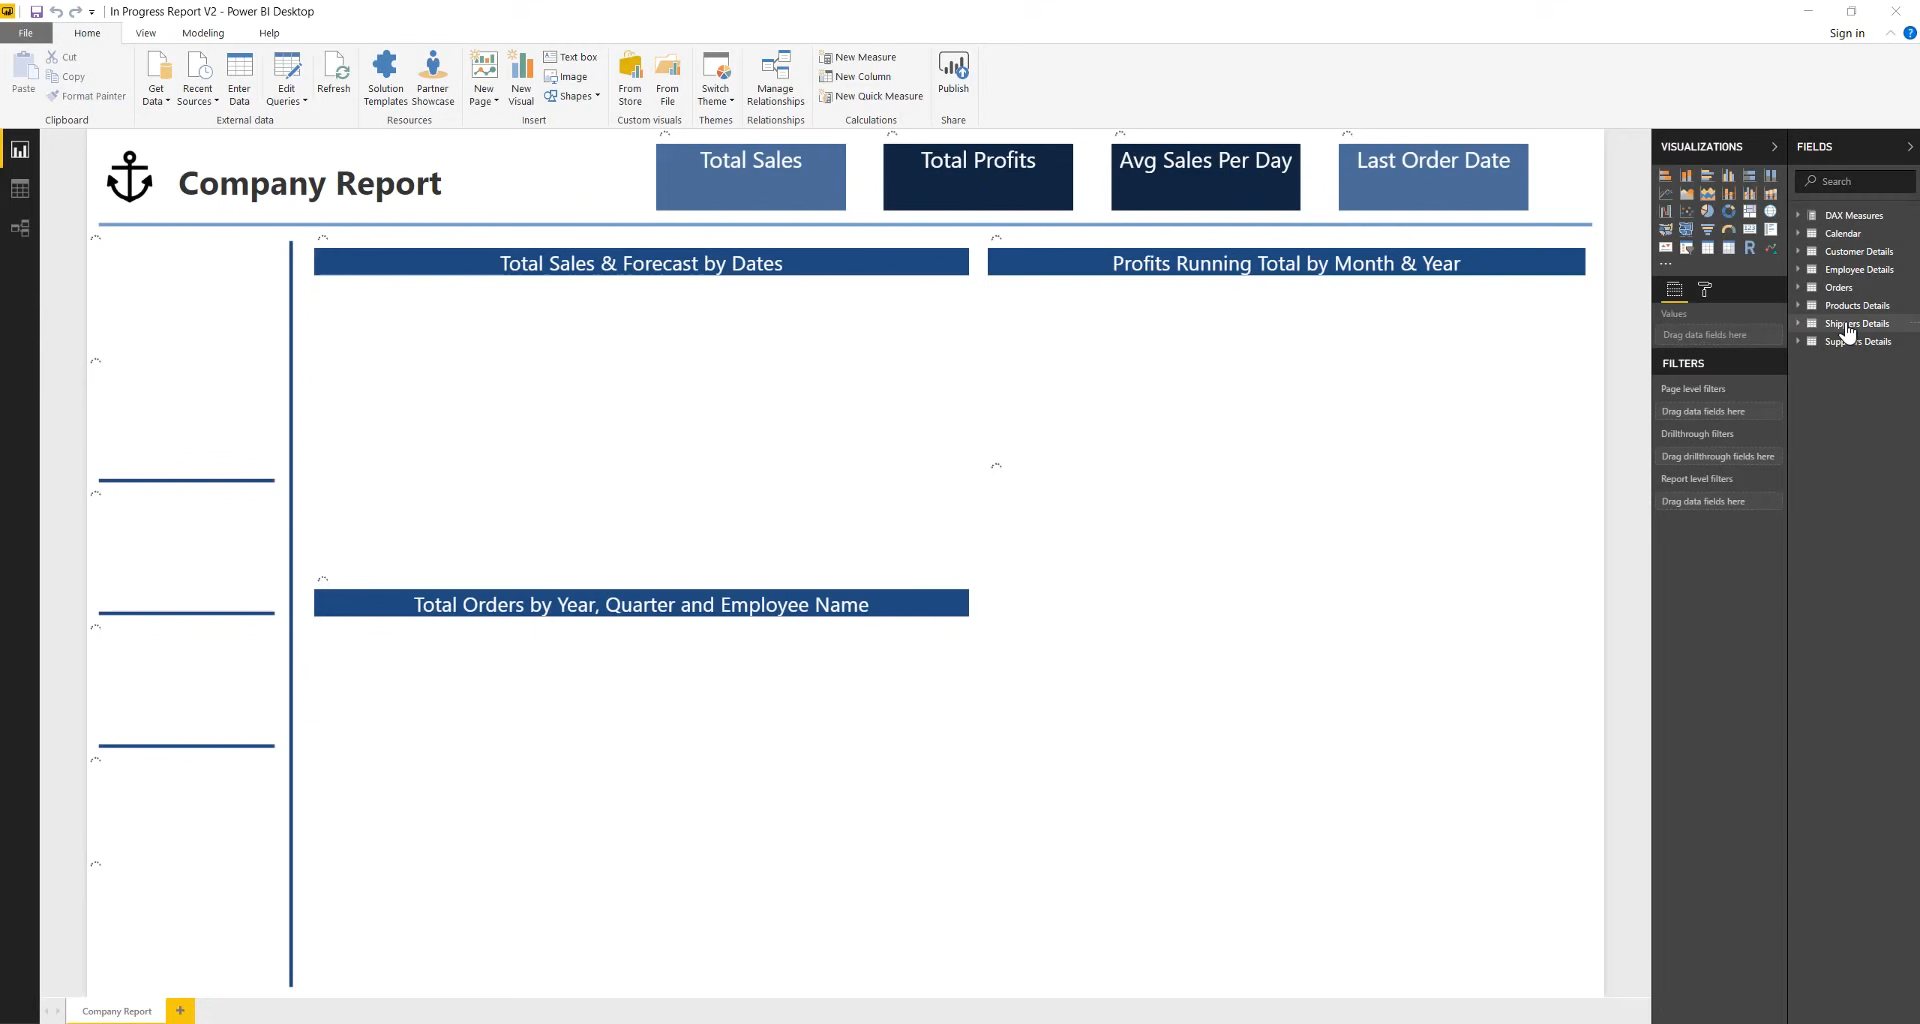 In Progress Report V2 - Power BI Desktop
File Home View Modeling Help
Sign in
Paste
Cut
Copy
Format Painter
Clipboard
Get Data
Recent Sources
Enter Data
Edit Queries
Refresh
External data
Solution Templates
Partner Showcase
Resources
New Page
New Visual
Text box
Image
Shapes
Insert
From Store
From File
Custom visuals
Switch Theme
Themes
Manage Relationships
Relationships
New Measure
New Column
New Quick Measure
Calculations
Publish
Share
Company Report
Total Sales
Total Profits
Avg Sales Per Day
Last Order Date
Total Sales & Forecast by Dates
Profits Running Total by Month & Year
Total Orders by Year, Quarter and Employee Name
VISUALIZATIONS
R
Values
Drag data fields here
FILTERS
Page level filters
Drag data fields here
Drillthrough filters
Drag drillthrough fields here
Report level filters
Drag data fields here
FIELDS
Search
DAX Measures
Calendar
Customer Details
Employee Details
Orders
Products Details
Shippers Details
Details
Company Report